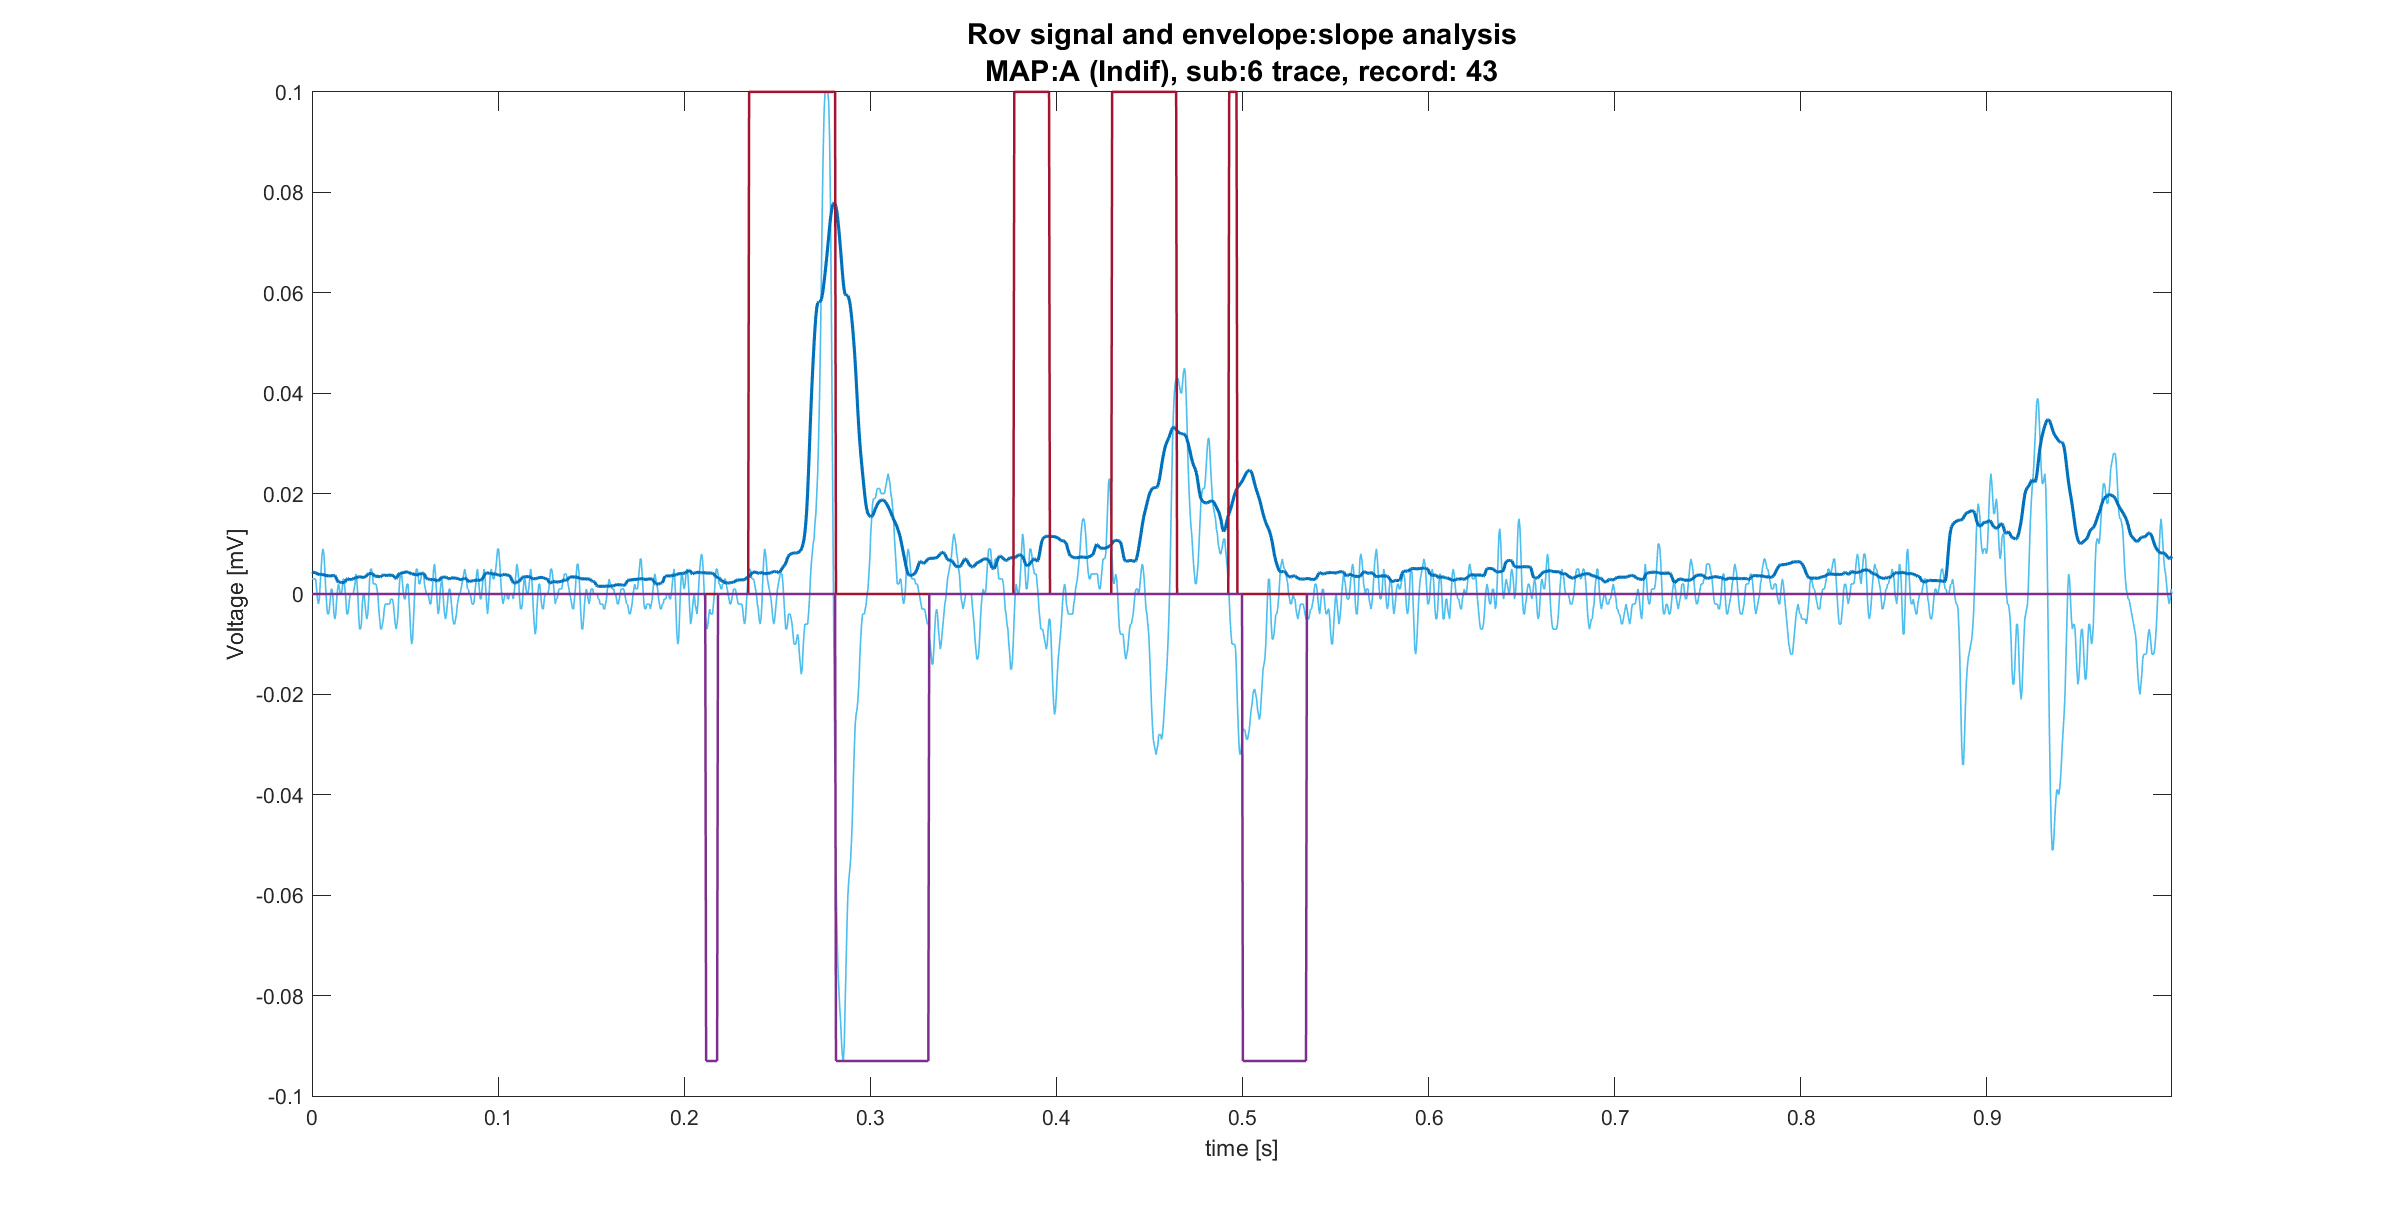 Rov signal and envelope:slope analysis
MAP:A (Indif), sub:6 trace, record: 43
0.1
0.08
0.06
0.04
0.02
0
-0.02
-0.04
-0.06
-0.08
-0.1
Voltage [mV]
0 0.1 0.2 0.3 0.4 0.5 0.6 0.7 0.8 0.9
time [s]